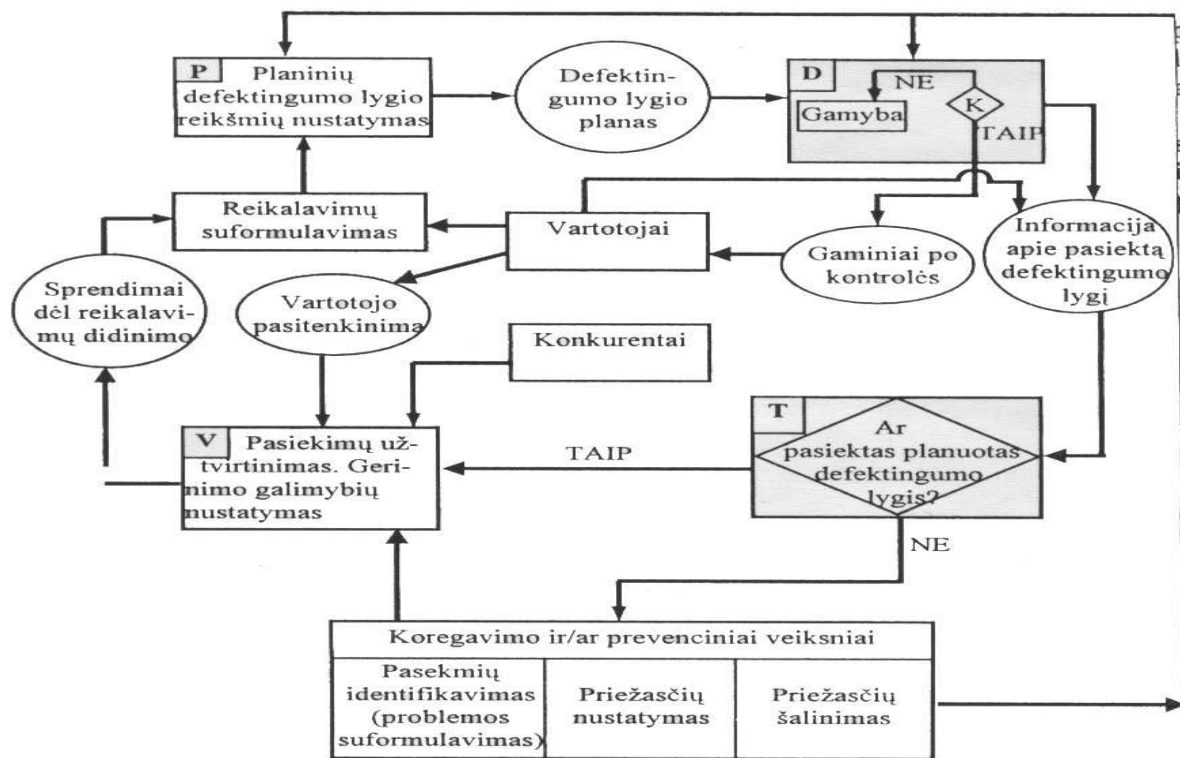 P
Planinių
defektingumo lygio
reikšmių nustatymas
Defektin-
gumo lygio
planas
D
NE
K
Gamyba
TAIP
Reikalavimų
suformulavimas
Vartotojai
Gaminiai po
kontrolės
Informacija
apie pasiektą
defektingumo
lygį
Sprendimai
dėl reikalavi-
mų didinimo
Vartotojo
pasitenkinima
Konkurentai
V
Pasiekimų už-
tvirtinimas. Geri-
nimo galimybių
nustatymas
TAIP
T
Ar
pasiektas planuotas
defektingumo
lygis?
NE
Koregavimo ir/ar prevenciniai veiksniai
Pasekmių
identifikavimas
(problemos
suformulavimas)
Priežasčių
nustatymas
Priežasčių
šalinimas